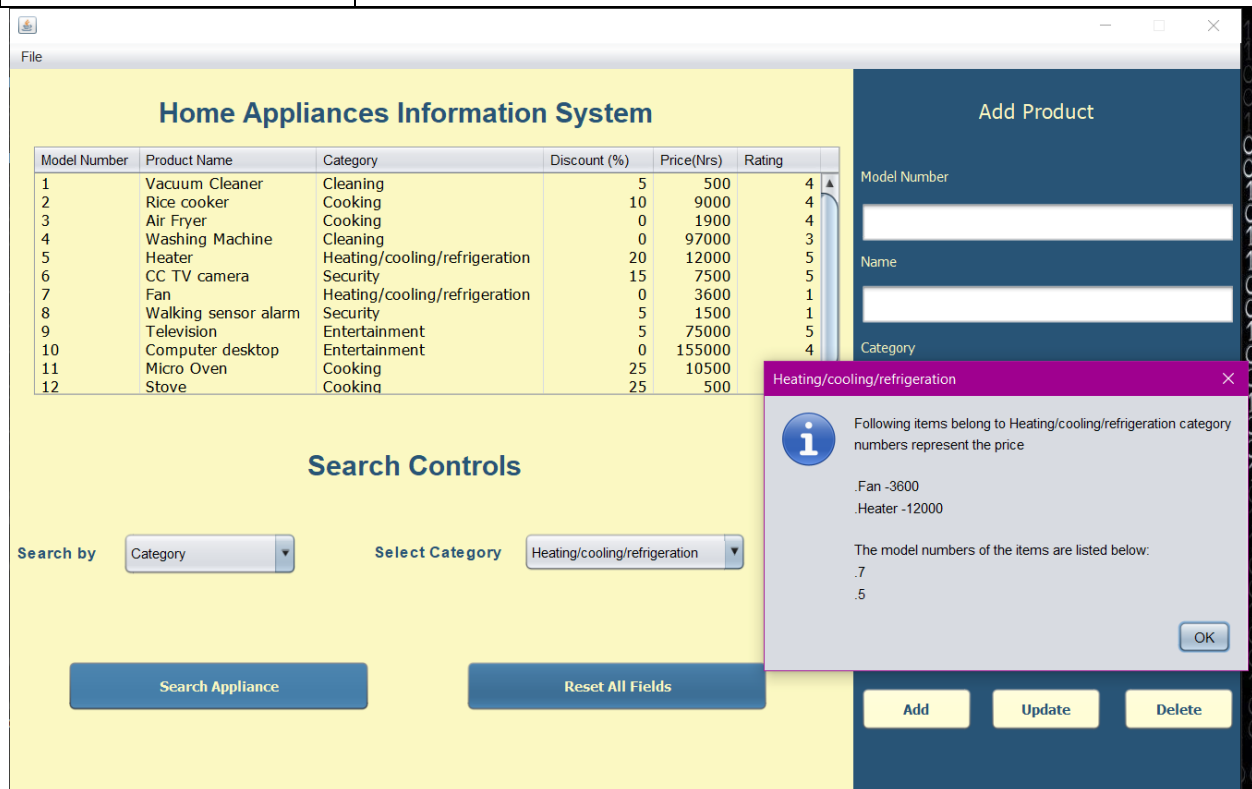 File
Home Appliances Information System
Model Number Product Name Category Discount (%) Price(Nrs) Rating
1 Vacuum Cleaner Cleaning 5 500 4
2 Rice cooker Cooking 10 9000 4
3 Air Fryer Cooking 0 1900 4
4 Washing Machine Cleaning 0 97000 3
5 Heater Heating/cooling/refrigeration 20 12000 5
6 CC TV camera Security 15 7500 5
7 Fan Heating/cooling/refrigeration 0 3600 1
8 Walking sensor alarm Security 5 1500 1
9 Television Entertainment 5 75000 5
10 Computer desktop Entertainment 0 155000 4
11 Micro Oven Cooking 25 10500
12 Stove Cooking 25 500
Search Controls
Search by Category Select Category Heating/cooling/refrigeration
Search Appliance Reset All Fields
Add Product
Model Number
Name
Category
Heating/cooling/refrigeration
Following items belong to Heating/cooling/refrigeration category
numbers represent the price
.Fan -3600
.Heater -12000
The model numbers of the items are listed below:
.7
.5
OK
Add Update Delete